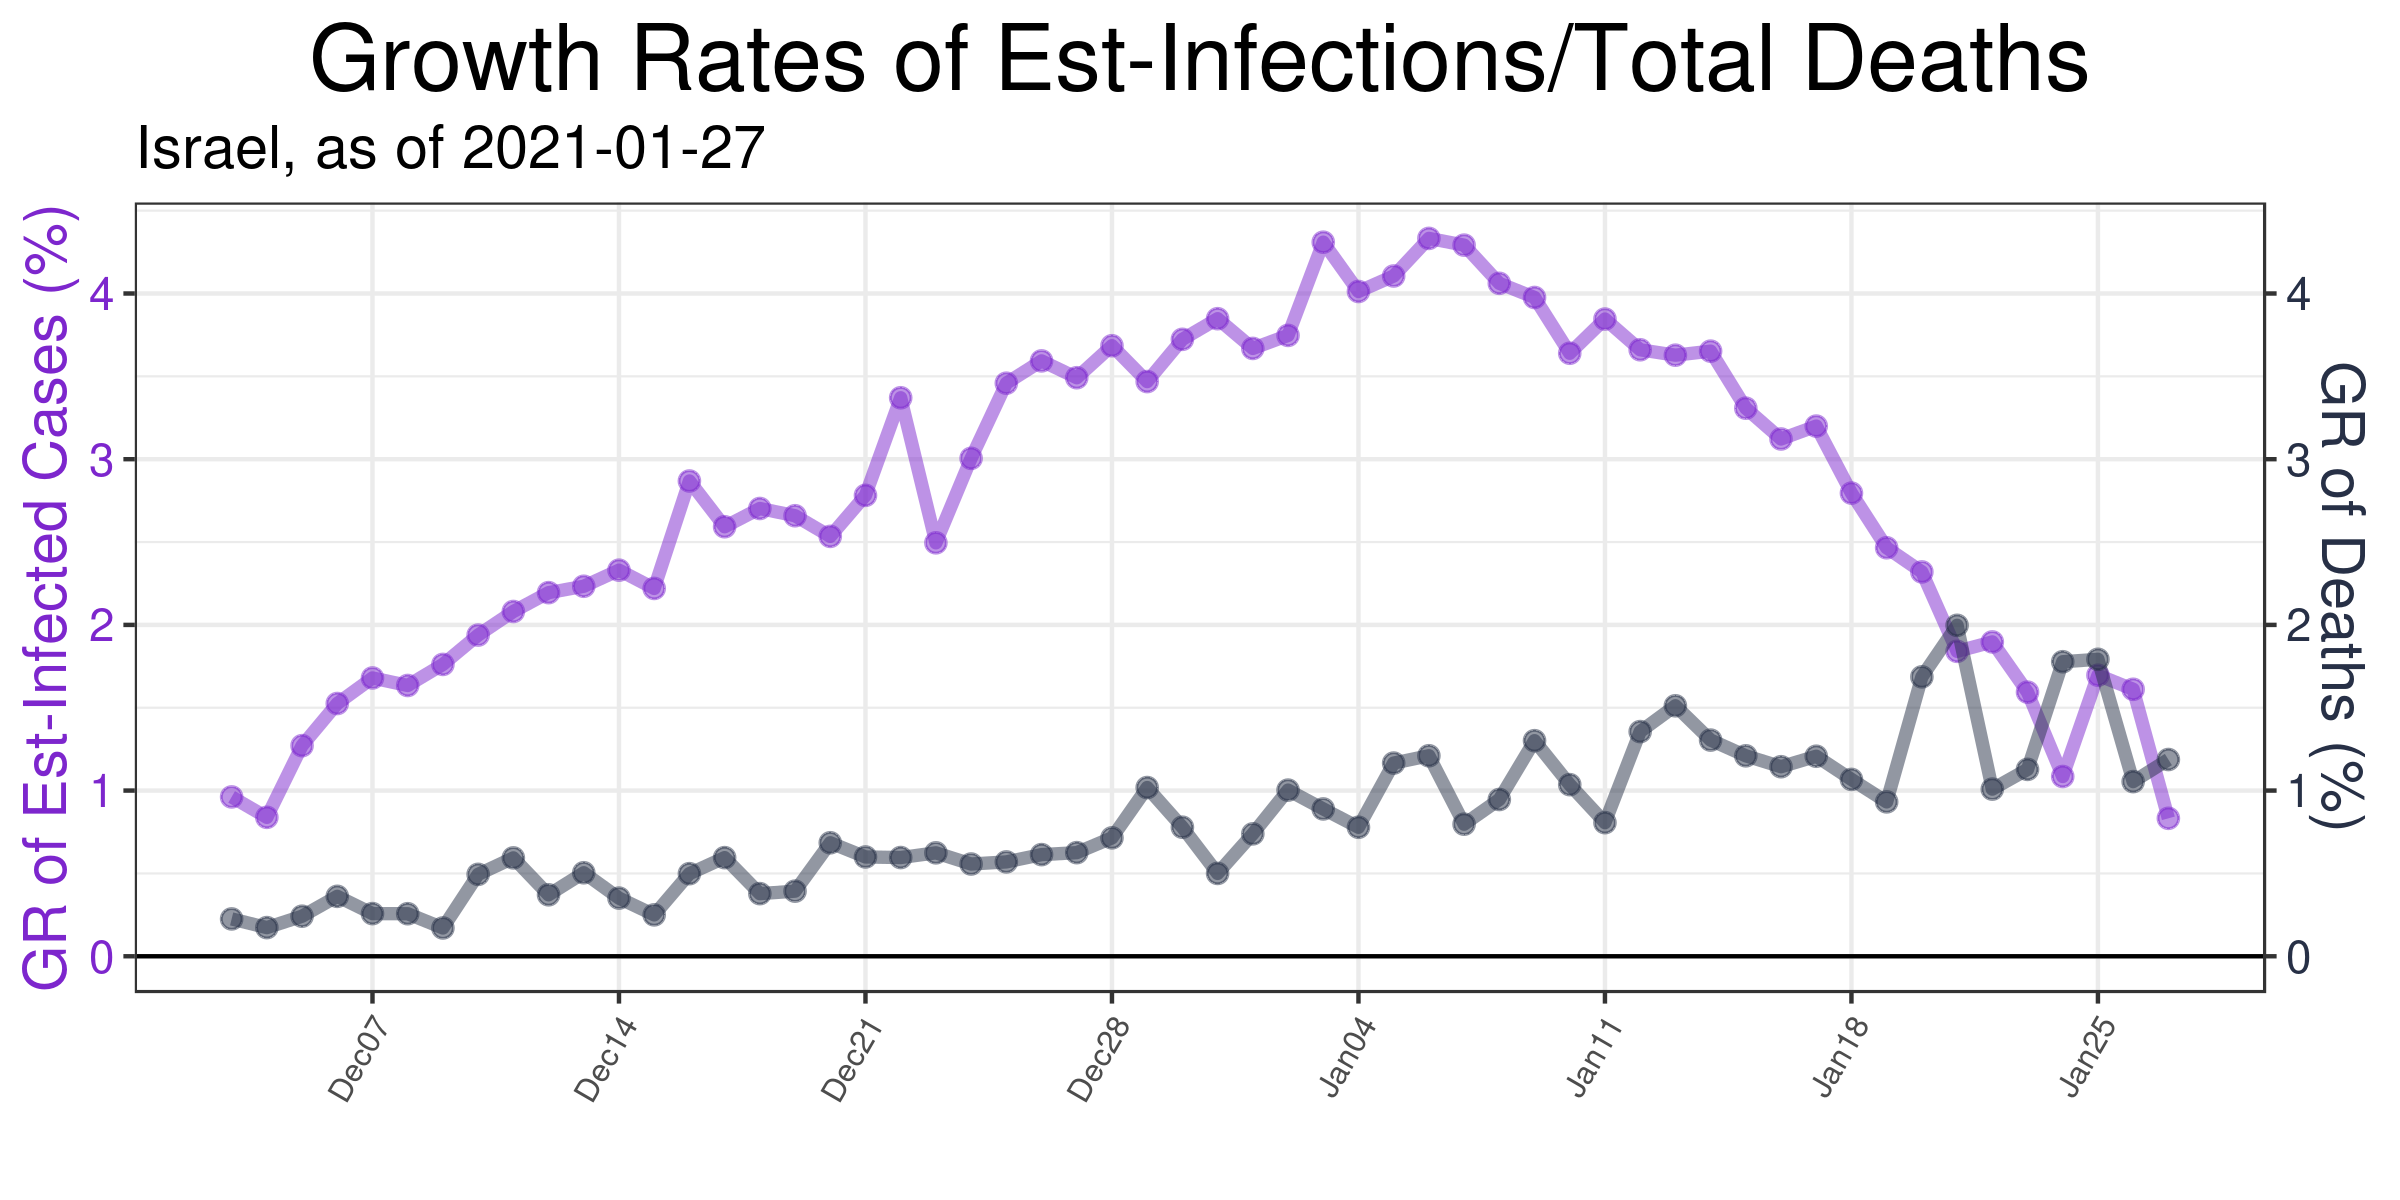 Growth Rates of Est-Infections/Total Deaths
Israel, as of 2021-01-27
GR of Est-Infected Cases (%)
4
3
2
1
0
4
3
2
1
0
GR of Deaths (%)
Dec07
Dec14
Dec21
Dec28
Jan04
Jan11
Jan18
Jan25